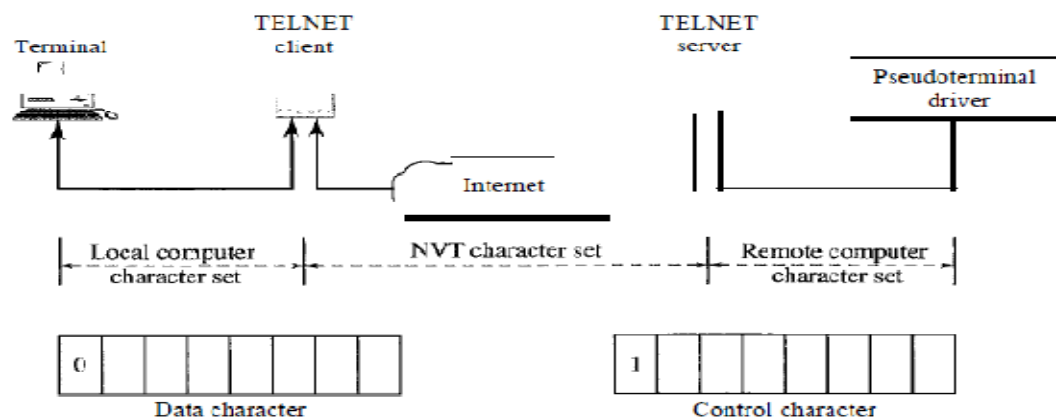 TELNET
client
TELNET
server
Terminal
Pseudoterminal
driver
Internet
Local computer
character set
NVT character set
Remote computer
character set
0
1
Data character
Control character